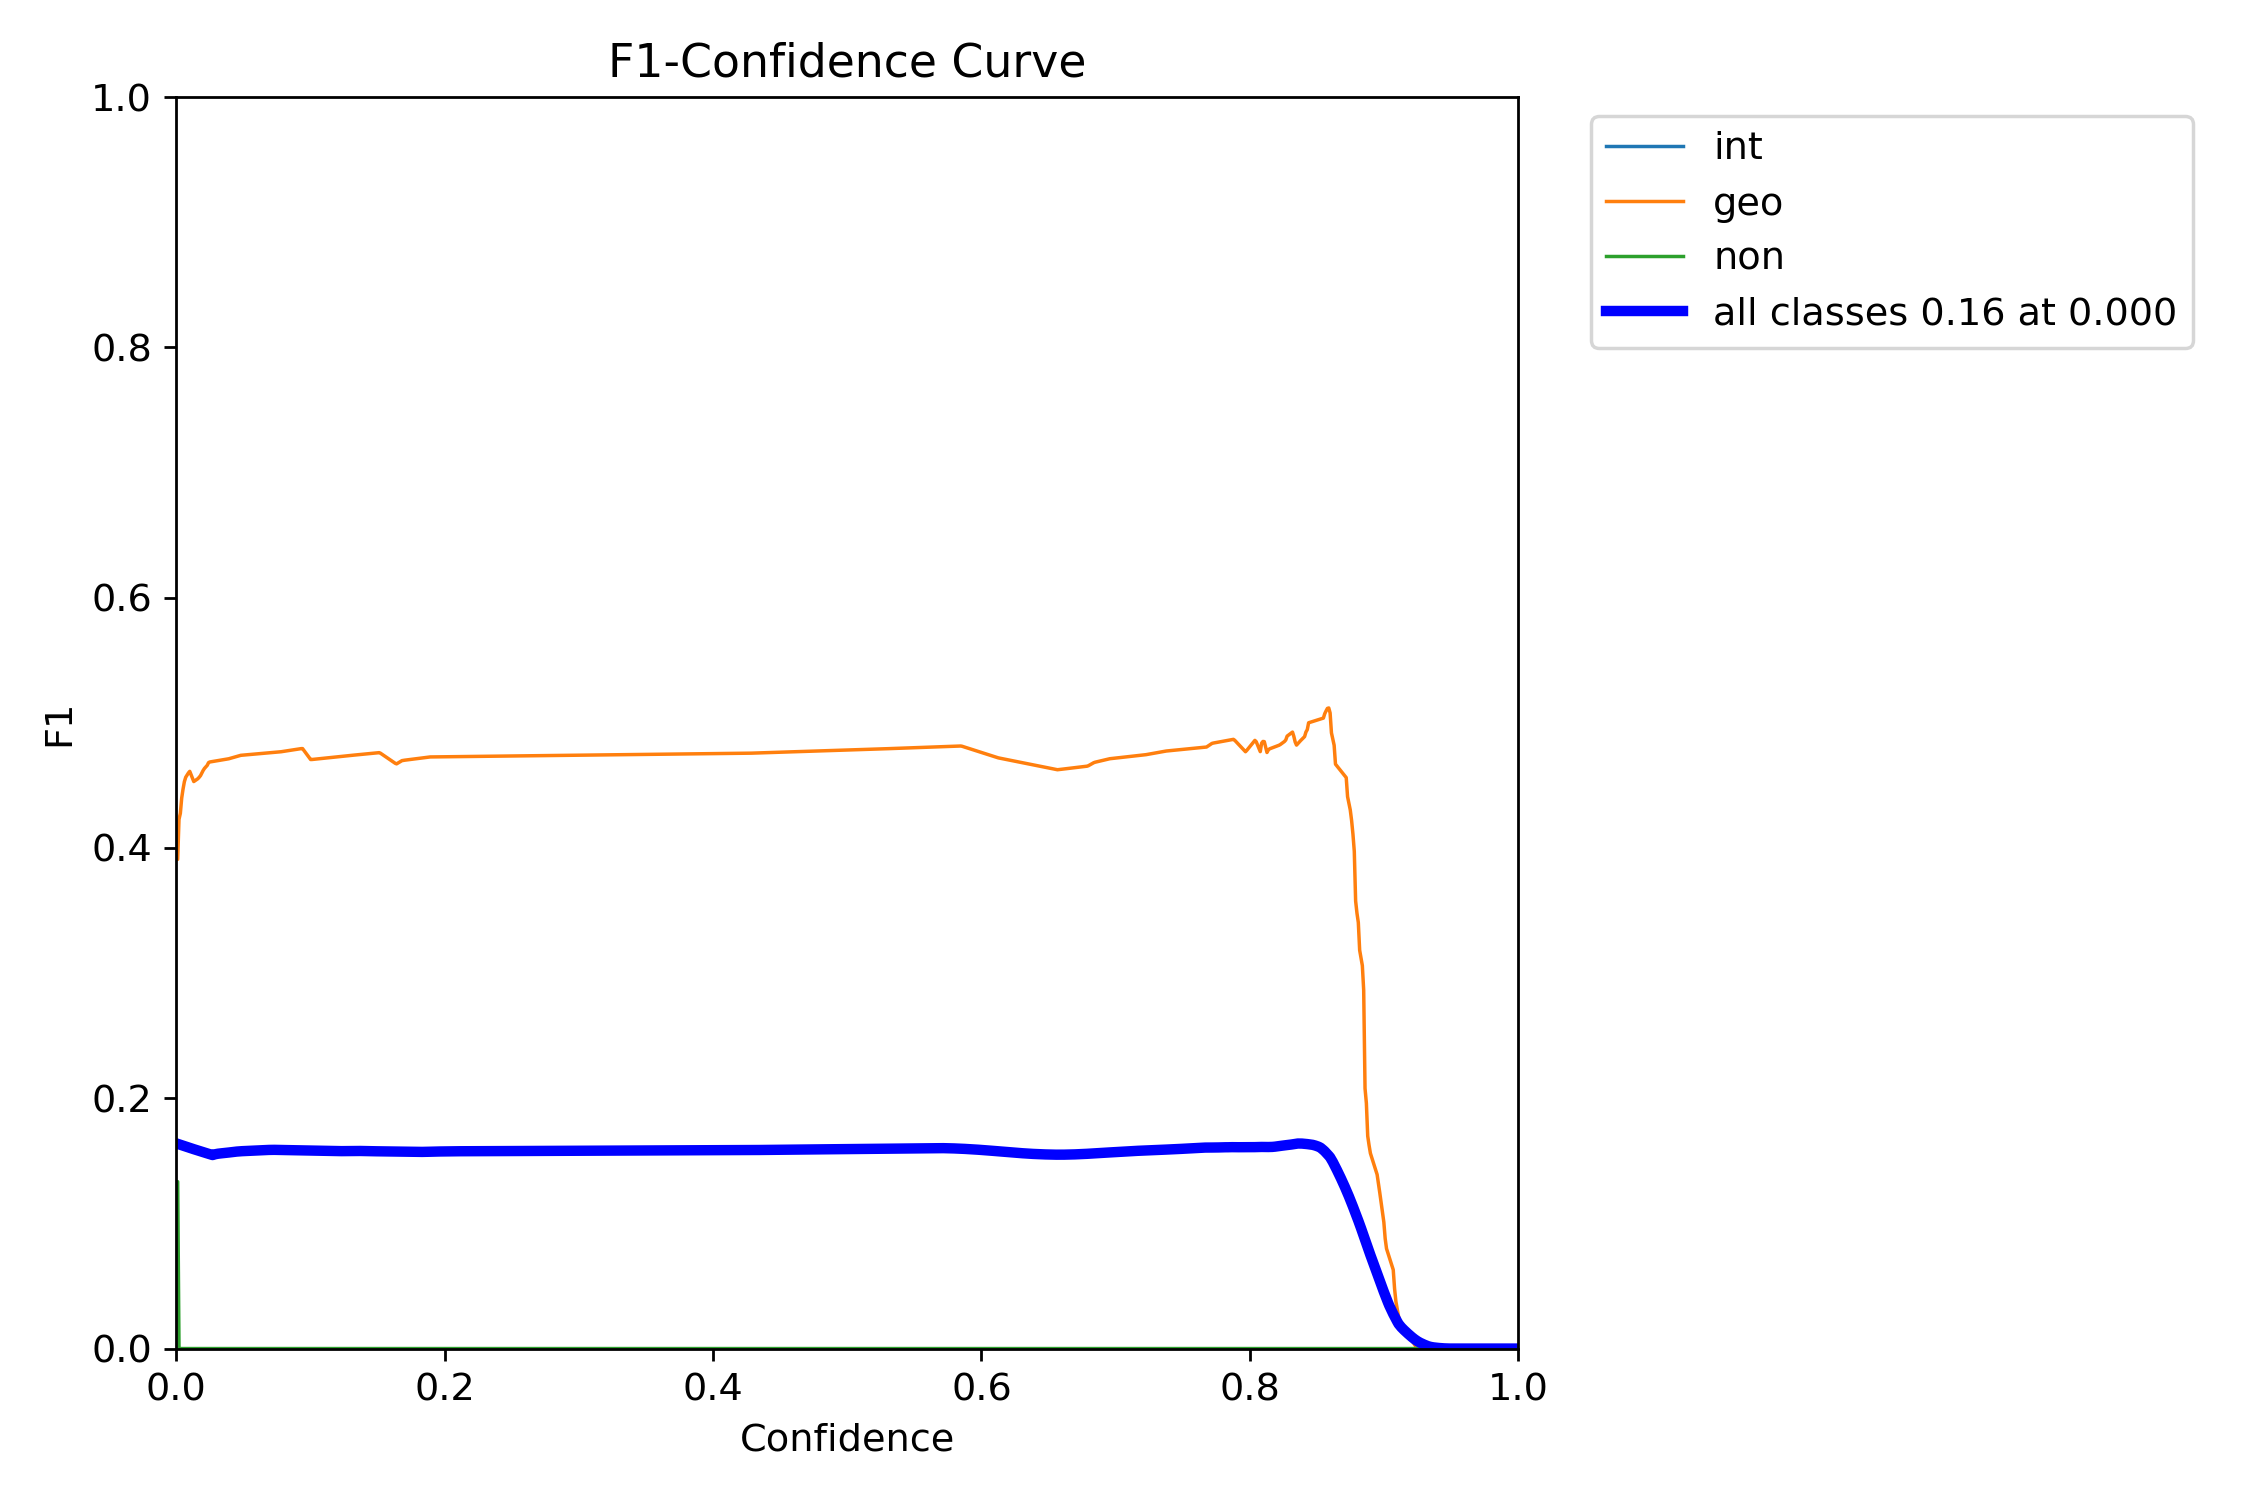 F1-Confidence Curve
1.0
0.8
0.6
0.4
0.2
0.0
F1
0.0 0.2 0.4 0.6 0.8 1.0
Confidence
int
geo
non
all classes 0.16 at 0.000